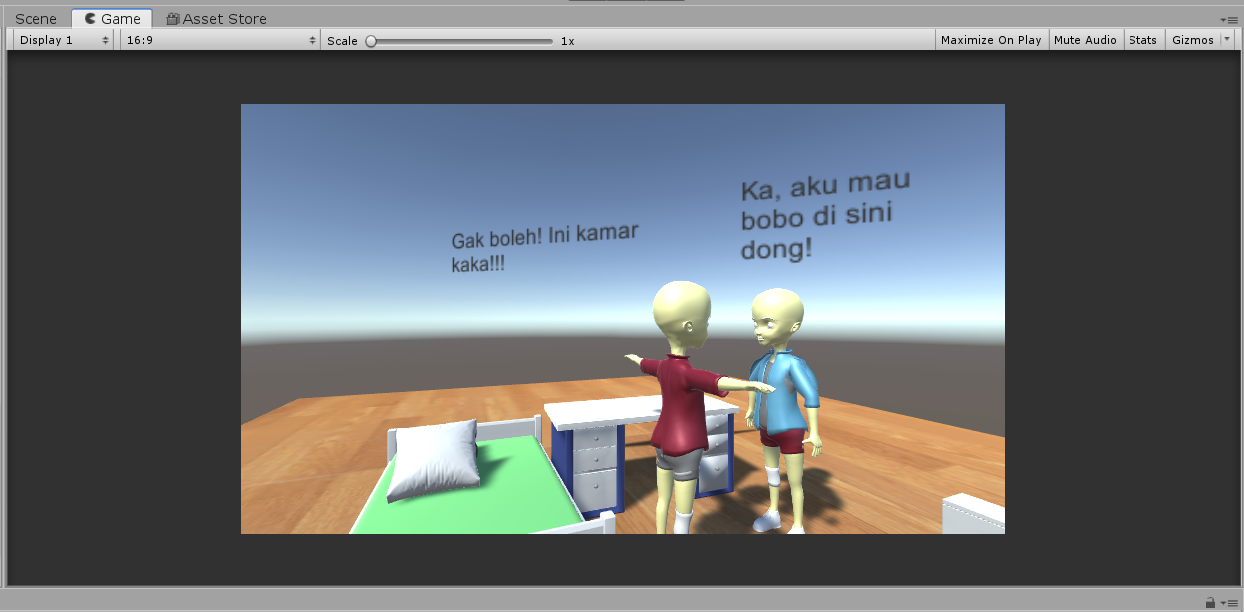 Scene Game Asset Store
Display 1 16:9 Scale 1x Maximize On Play Mute Audio Stats Gizmos
Gak boleh! Ini kamar
kaka!!!
Ka, aku mau
bobo di sini
dong!